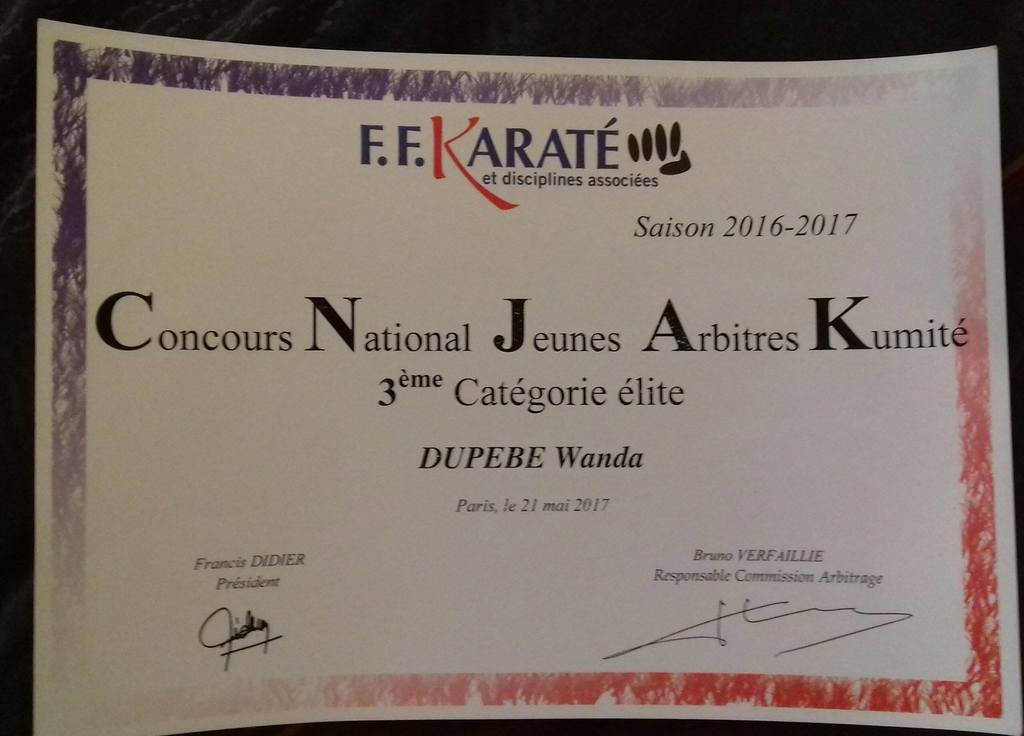 F.F.KARATÉ
et disciplines associées
Saison 2016-2017
Concours National Jeunes Arbitres Kumité
3ème Catégorie élite
DUPEBE Wanda
Paris, le 21 mai 2017
Francis DIDIER
Président
Bruno VERFAILLIE
Responsable Commission Arbitrage